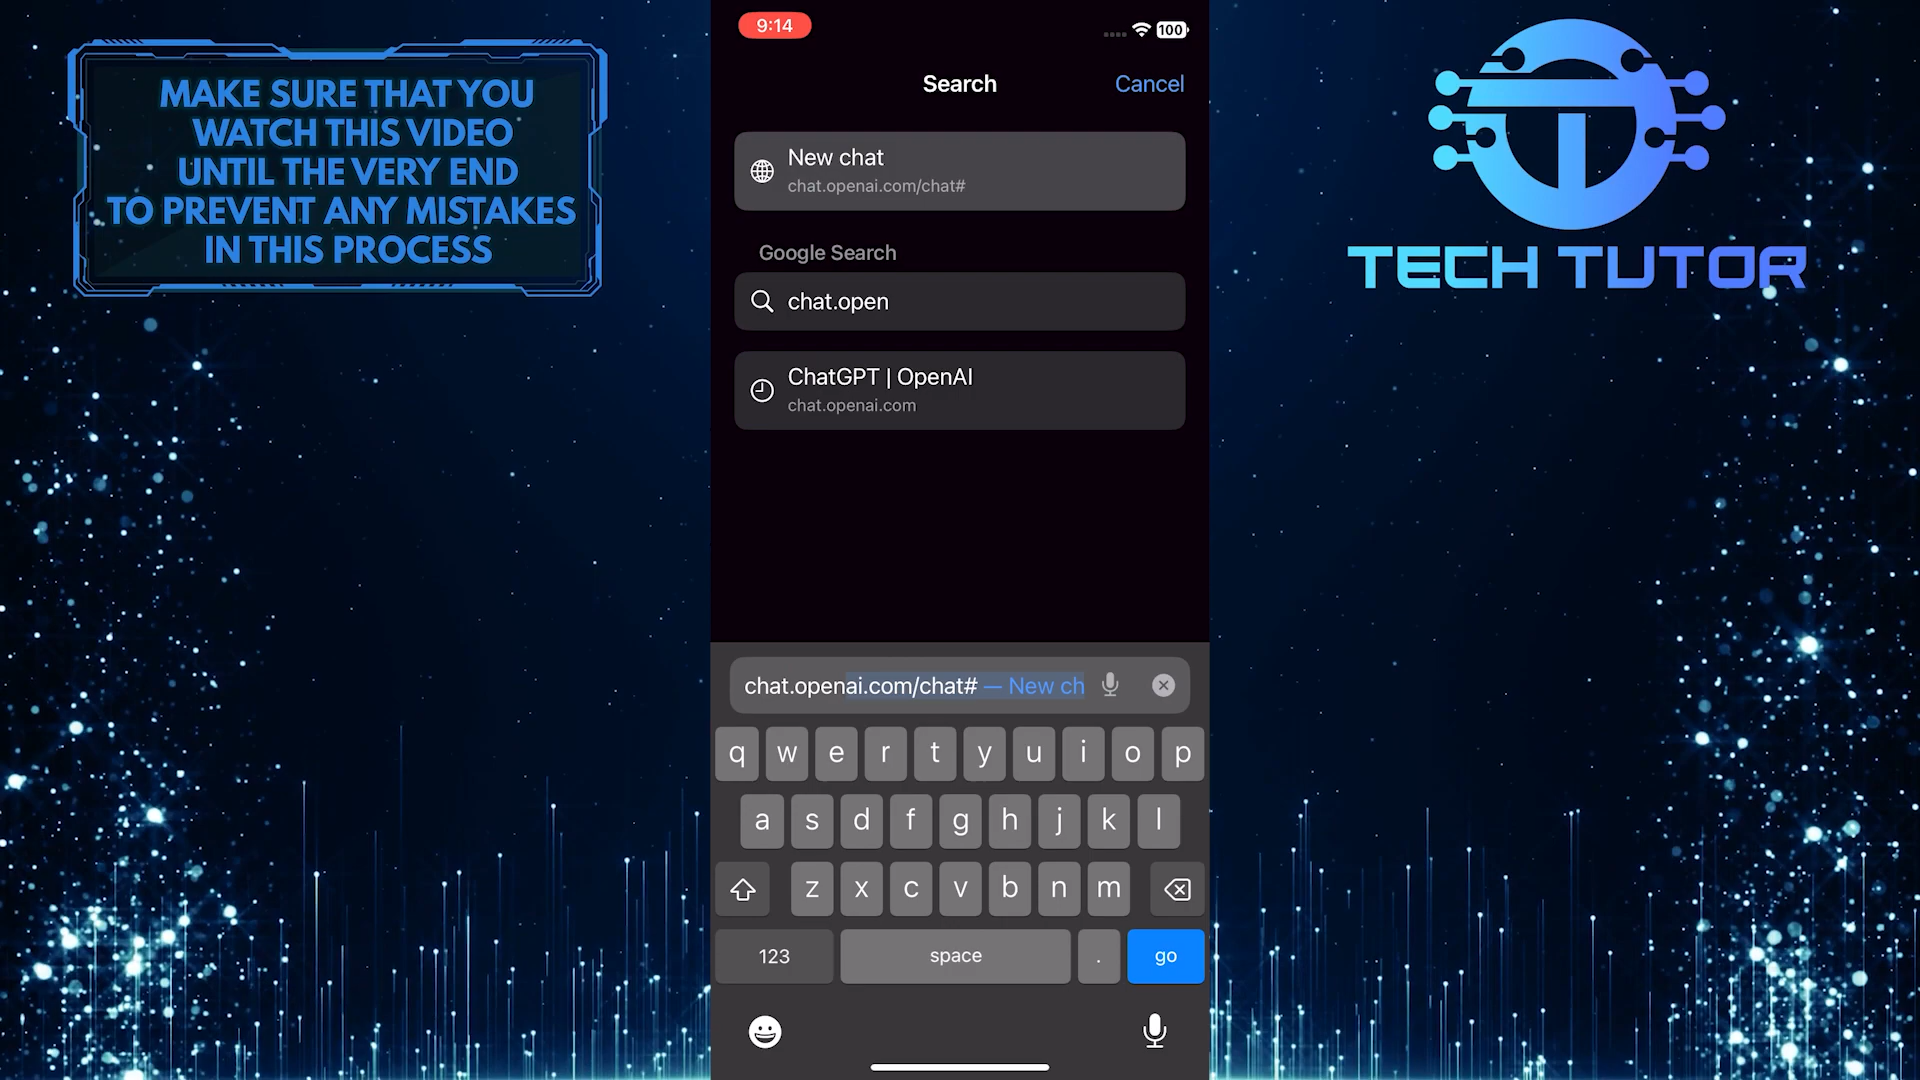 MAKE SURE THAT YOU
WATCH THIS VIDEO
UNTIL THE VERY END
TO PREVENT ANY MISTAKES
IN THIS PROCESS
9:14
100
Search
Cancel
New chat
chat.openai.com/chat#
Google Search
chat.open
ChatGPT | OpenAI
chat.openai.com
TECH TUTOR
chat.openai.com/chat# — New ch
q w e r t y u i o p
a s d f g h j k l
z x c v b n m
123 space . go